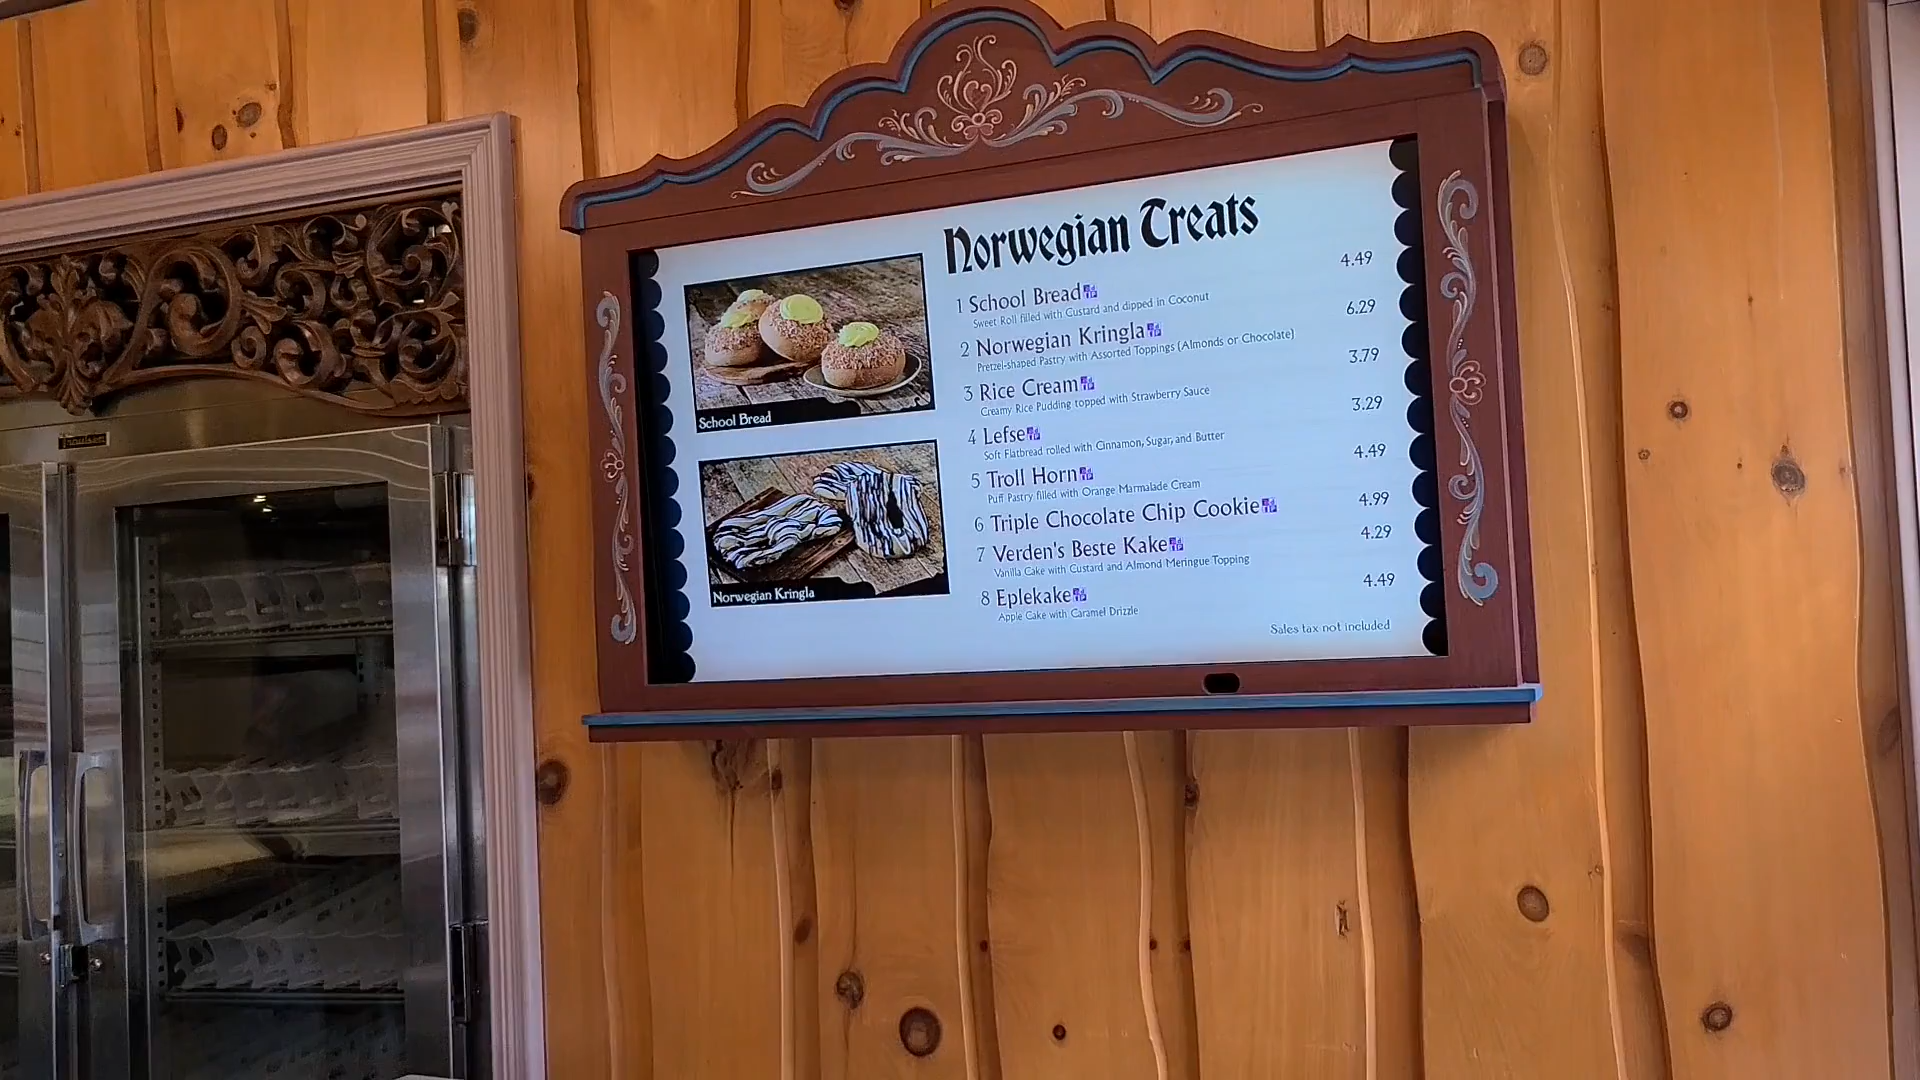 Norwegian Treats
1 School Bread 4.49
Sweet Roll filled with Custard and dipped in Coconut
2 Norwegian Kringla 6.29
Pretzel-shaped Pastry with Assorted Toppings (Almonds or Chocolate)
3 Rice Cream 3.79
Creamy Rice Pudding topped with Strawberry Sauce
4 Lefse 3.29
Soft Flatbread rolled with Cinnamon, Sugar, and Butter
5 Troll Horn 4.49
Puff Pastry filled with Orange Marmalade Cream
6 Triple Chocolate Chip Cookie 4.99
7 Verden's Beste Kake 4.29
Vanilla Cake with Custard and Almond Meringue Topping
8 Eplekake 4.49
Apple Cake with Caramel Drizzle
Sales tax not included
School Bread
Norwegian Kringla